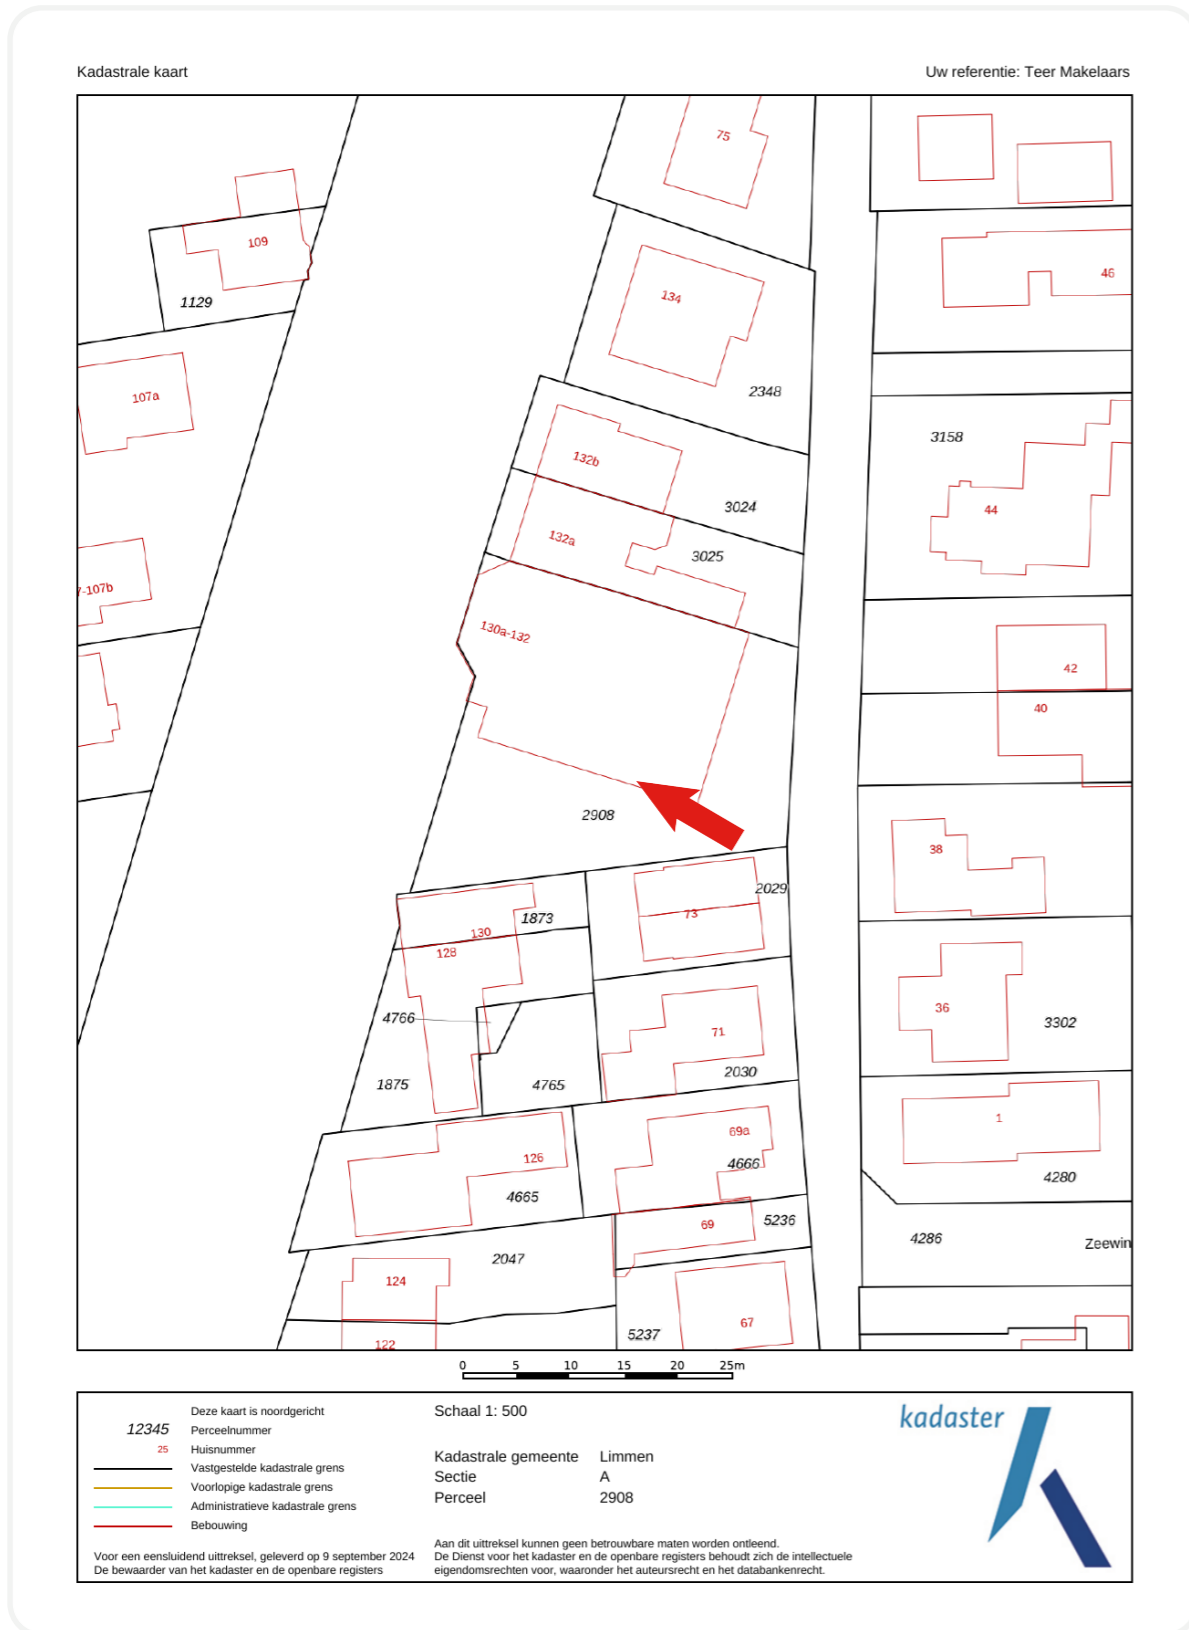 Kadastrale kaart
Uw referentie: Teer Makelaars
75
109
46
1129
134
107a
2348
3158
132b
3024
44
132a
3025
7-107b
130a-132
42
40
2908
38
2029
1873
73
130
128
36
4766
3302
71
2030
1875
4765
1
69a
126
4666
4280
4665
5236
69
4286
Zeewin
2047
124
67
5237
122
0 5 10 15 20 25m
Deze kaart is noordgericht
12345 Perceelnummer
25 Huisnummer
Vastgestelde kadastrale grens
Voorlopige kadastrale grens
Administratieve kadastrale grens
Bebouwing
Voor een eensluidend uittreksel, geleverd op 9 september 2024
De bewaarder van het kadaster en de openbare registers
Schaal 1: 500
Kadastrale gemeente Limmen
Sectie A
Perceel 2908
Aan dit uittreksel kunnen geen betrouwbare maten worden ontleend.
De Dienst voor het kadaster en de openbare registers behoudt zich de intellectuele
eigendomsrechten voor, waaronder het auteursrecht en het databankenrecht.
kadaster